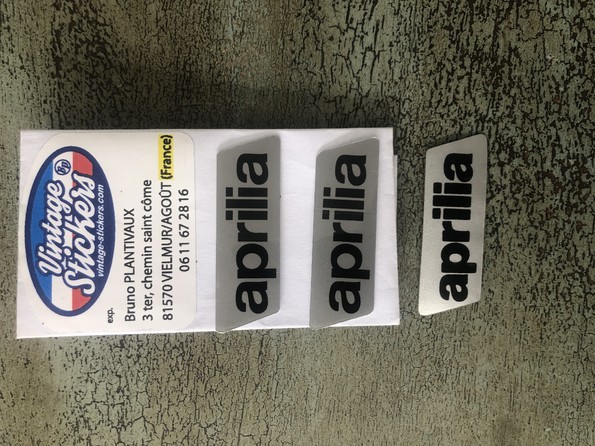 Vintage
Stickers
vintage-stickers.com
exp.
Bruno PLANTIVAUX
3 ter, chemin saint côme
81570 VIELMUR/AGOÛT (France)
06 11 67 28 16
aprilia
aprilia
aprilia